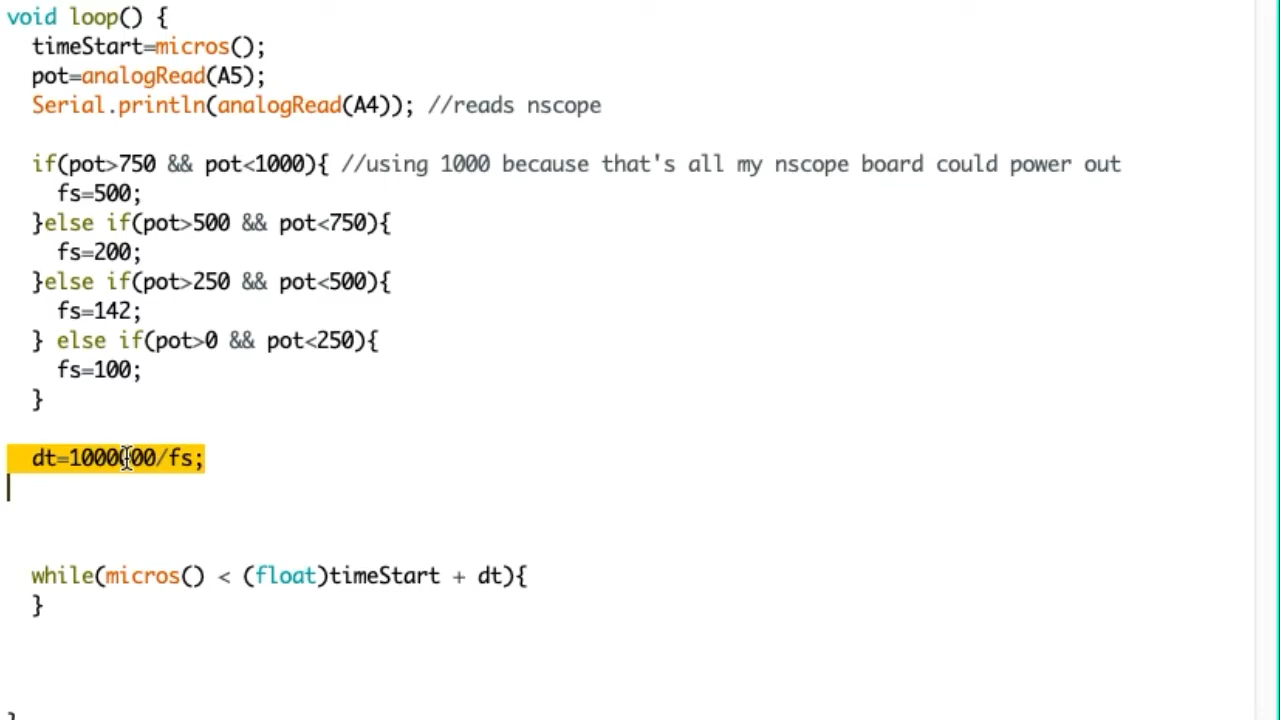 void loop() {
timeStart=micros();
pot=analogRead(A5);
Serial.println(analogRead(A4)); //reads nscope
if(pot>750 && pot<1000){ //using 1000 because that's all my nscope board could power out
fs=500;
}else if(pot>500 && pot<750){
fs=200;
}else if(pot>250 && pot<500){
fs=142;
} else if(pot>0 && pot<250){
fs=100;
}
dt=1000000/fs;
while(micros() < (float)timeStart + dt){
}
}